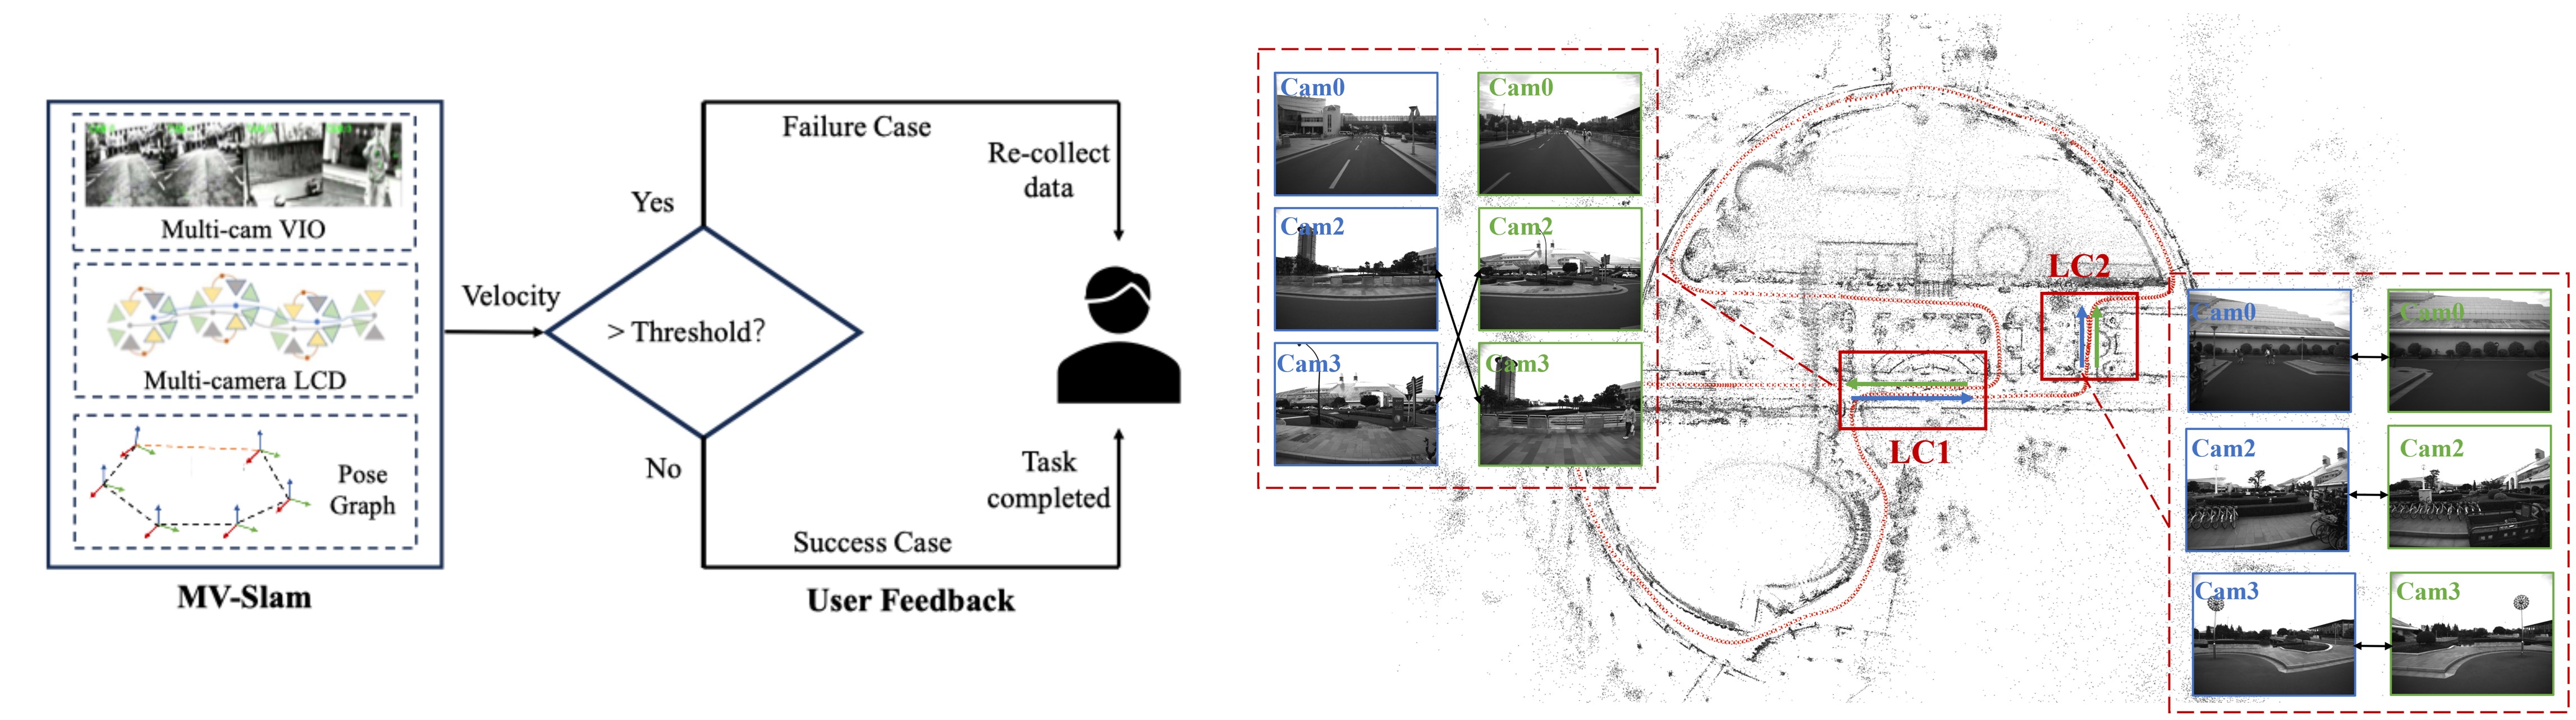 Multi-cam VIO
Multi-camera LCD
Pose
Graph
MV-Slam
Velocity
> Threshold?
Yes
No
Failure Case
Re-collect
data
Task
completed
Success Case
User Feedback
Cam0
Cam0
Cam2
Cam2
Cam3
Cam3
LC1
LC2
Cam0
Cam0
Cam2
Cam2
Cam3
Cam3